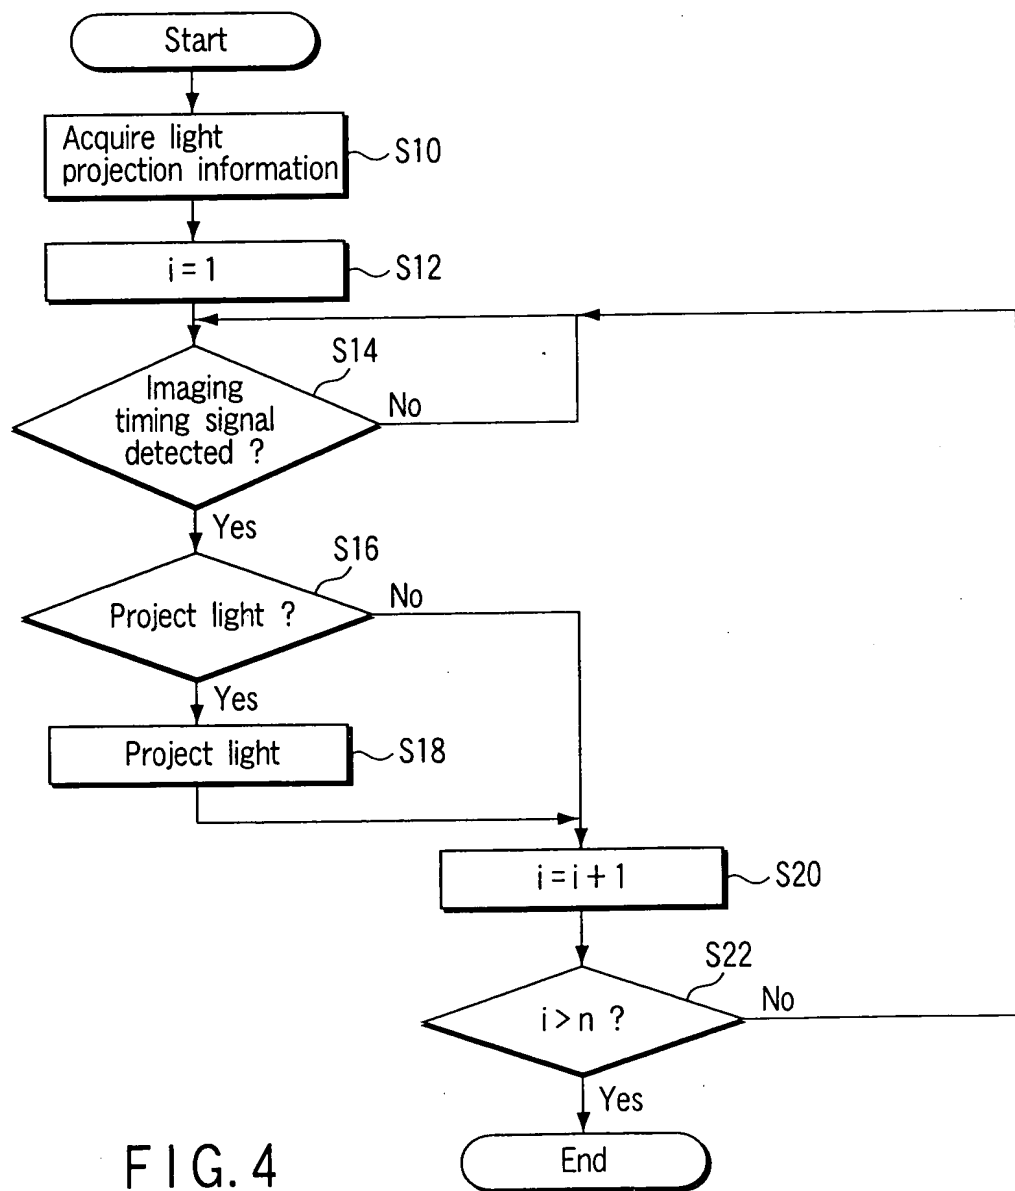 Start
Acquire light
projection information
S10
i = 1
S12
S14
Imaging
timing signal
detected ?
No
Yes
S16
Project light ?
No
Yes
Project light
S18
i = i + 1
S20
S22
i > n ?
No
Yes
End
FIG. 4